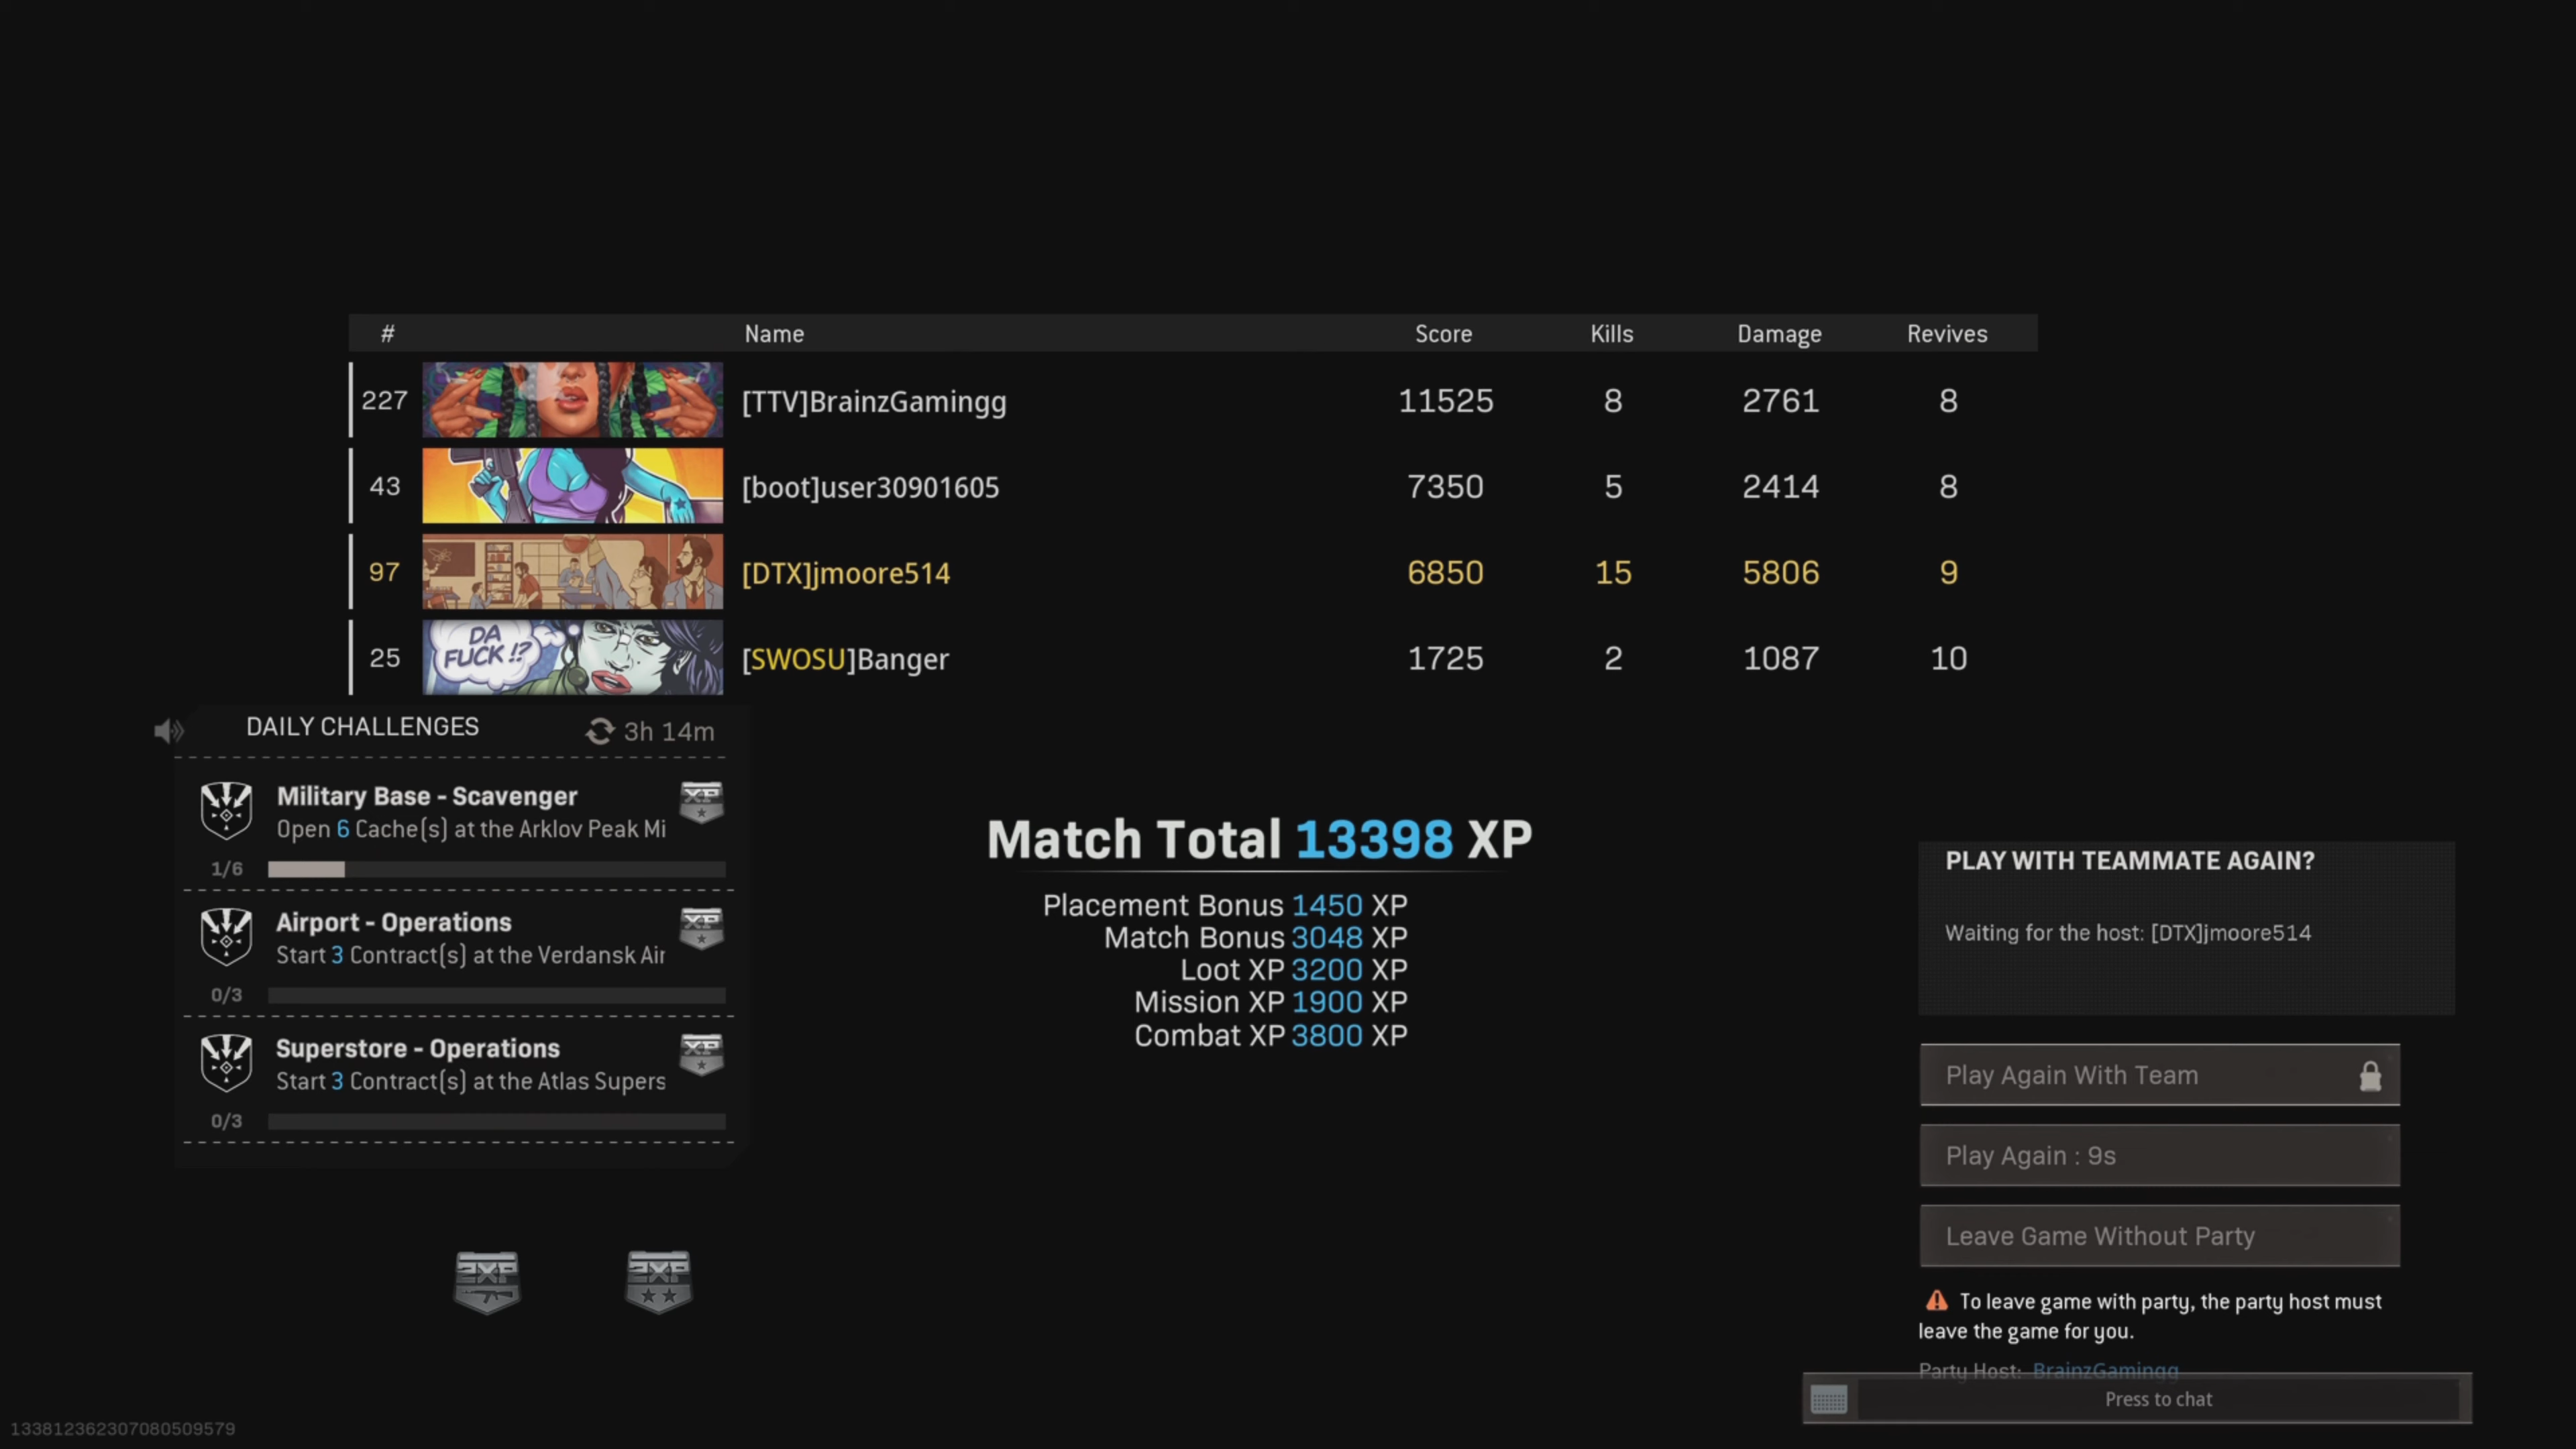 # Name Score Kills Damage Revives
227 [TTV]BrainzGamingg 11525 8 2761 8
43 [boot]user30901605 7350 5 2414 8
97 [DTX]jmoore514 6850 15 5806 9
DA
FUCK !?
25 [SWOSU]Banger 1725 2 1087 10
DAILY CHALLENGES 3h 14m
Military Base - Scavenger
XP
Open 6 Cache(s) at the Arklov Peak Mi
1/6
Airport - Operations
XP
Start 3 Contract(s) at the Verdansk Air
0/3
Superstore - Operations
XP
Start 3 Contract(s) at the Atlas Supers
0/3
2XP 2XP
Match Total 13398 XP
Placement Bonus 1450 XP
Match Bonus 3048 XP
Loot XP 3200 XP
Mission XP 1900 XP
Combat XP 3800 XP
PLAY WITH TEAMMATE AGAIN?
Waiting for the host: [DTX]jmoore514
Play Again With Team
Play Again : 9s
Leave Game Without Party
To leave game with party, the party host must
leave the game for you.
Party Host: BrainzGamingg
Press to chat
13381236230708050­9579